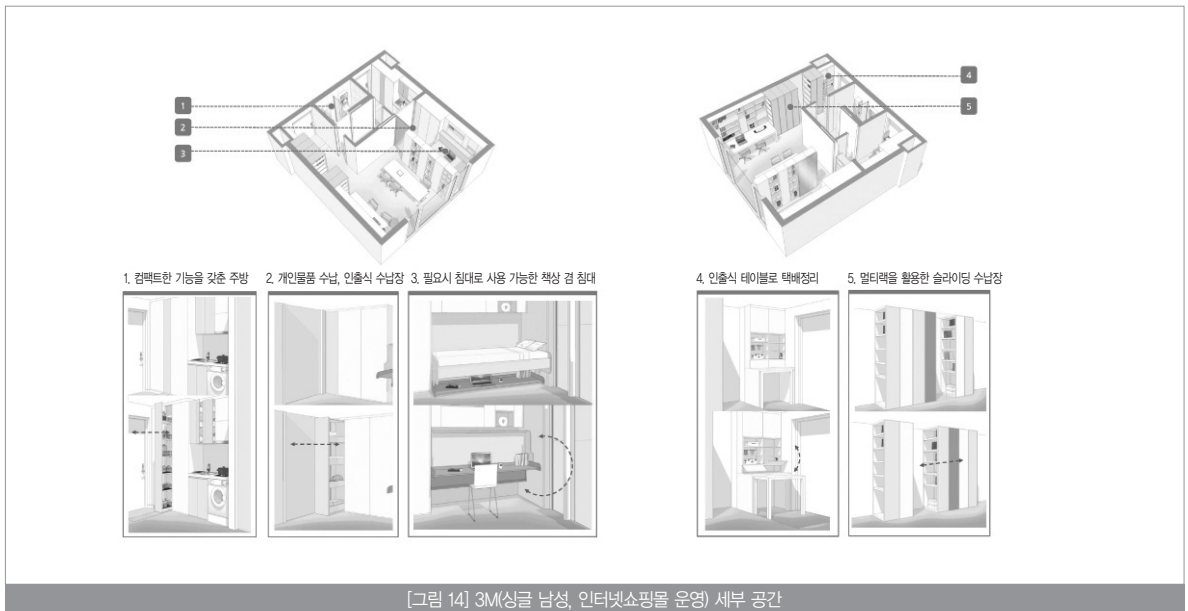 1
2
3
4
5
1. 컴팩트한 기능을 갖춘 주방
2. 개인물품 수납, 인출식 수납장
3. 필요시 침대로 사용 가능한 책상 겸 침대
4. 인출식 테이블로 택배정리
5. 멀티랙을 활용한 슬라이딩 수납장
[그림 14] 3M(싱글 남성, 인터넷쇼핑몰 운영) 세부 공간